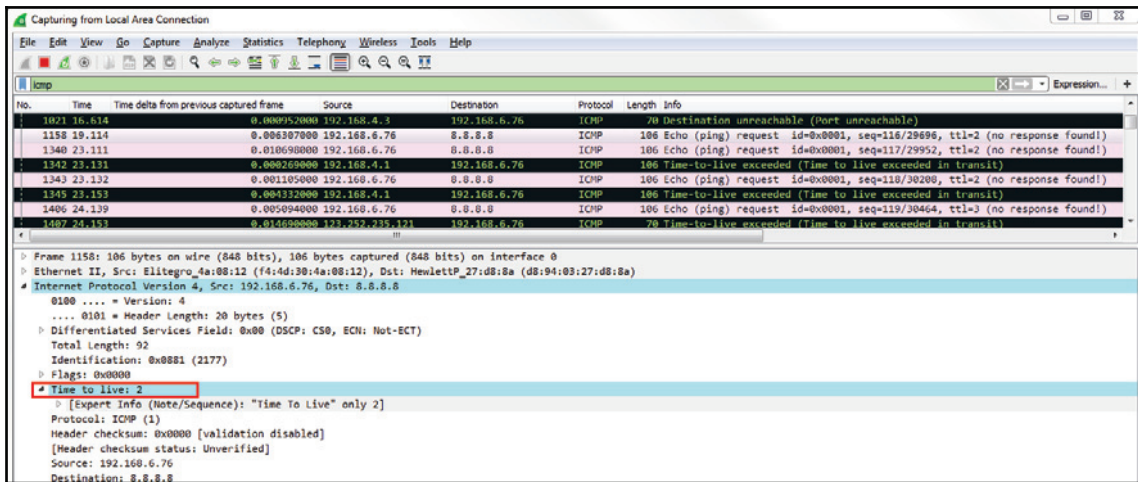 Capturing from Local Area Connection
File Edit View Go Capture Analyze Statistics Telephony Wireless Tools Help
icmp Expression... +
No. Time Time delta from previous captured frame Source Destination Protocol Length Info
1021 16.614 0.000952000 192.168.4.3 192.168.6.76 ICMP 70 Destination unreachable (Port unreachable)
1158 19.114 0.006307000 192.168.6.76 8.8.8.8 ICMP 106 Echo (ping) request id=0x0001, seq=116/29696, ttl=2 (no response found!)
1340 23.111 0.010698000 192.168.6.76 8.8.8.8 ICMP 106 Echo (ping) request id=0x0001, seq=117/29952, ttl=2 (no response found!)
1342 23.131 0.000269000 192.168.4.1 192.168.6.76 ICMP 106 Time-to-live exceeded (Time to live exceeded in transit)
1343 23.132 0.001105000 192.168.6.76 8.8.8.8 ICMP 106 Echo (ping) request id=0x0001, seq=118/30208, ttl=2 (no response found!)
1345 23.153 0.004332000 192.168.4.1 192.168.6.76 ICMP 106 Time-to-live exceeded (Time to live exceeded in transit)
1406 24.139 0.005094000 192.168.6.76 8.8.8.8 ICMP 106 Echo (ping) request id=0x0001, seq=119/30464, ttl=3 (no response found!)
1407 24.153 0.014690000 123.252.235.121 192.168.6.76 ICMP 70 Time-to-live exceeded (Time to live exceeded in transit)
Frame 1158: 106 bytes on wire (848 bits), 106 bytes captured (848 bits) on interface 0
Ethernet II, Src: Elitegro_4a:08:12 (f4:4d:30:4a:08:12), Dst: HewlettP_27:d8:8a (d8:94:03:27:d8:8a)
Internet Protocol Version 4, Src: 192.168.6.76, Dst: 8.8.8.8
0100 .... = Version: 4
.... 0101 = Header Length: 20 bytes (5)
Differentiated Services Field: 0x00 (DSCP: CS0, ECN: Not-ECT)
Total Length: 92
Identification: 0x0881 (2177)
Flags: 0x0000
Time to live: 2
[Expert Info (Note/Sequence): "Time To Live" only 2]
Protocol: ICMP (1)
Header checksum: 0x0000 [validation disabled]
[Header checksum status: Unverified]
Source: 192.168.6.76
Destination: 8.8.8.8